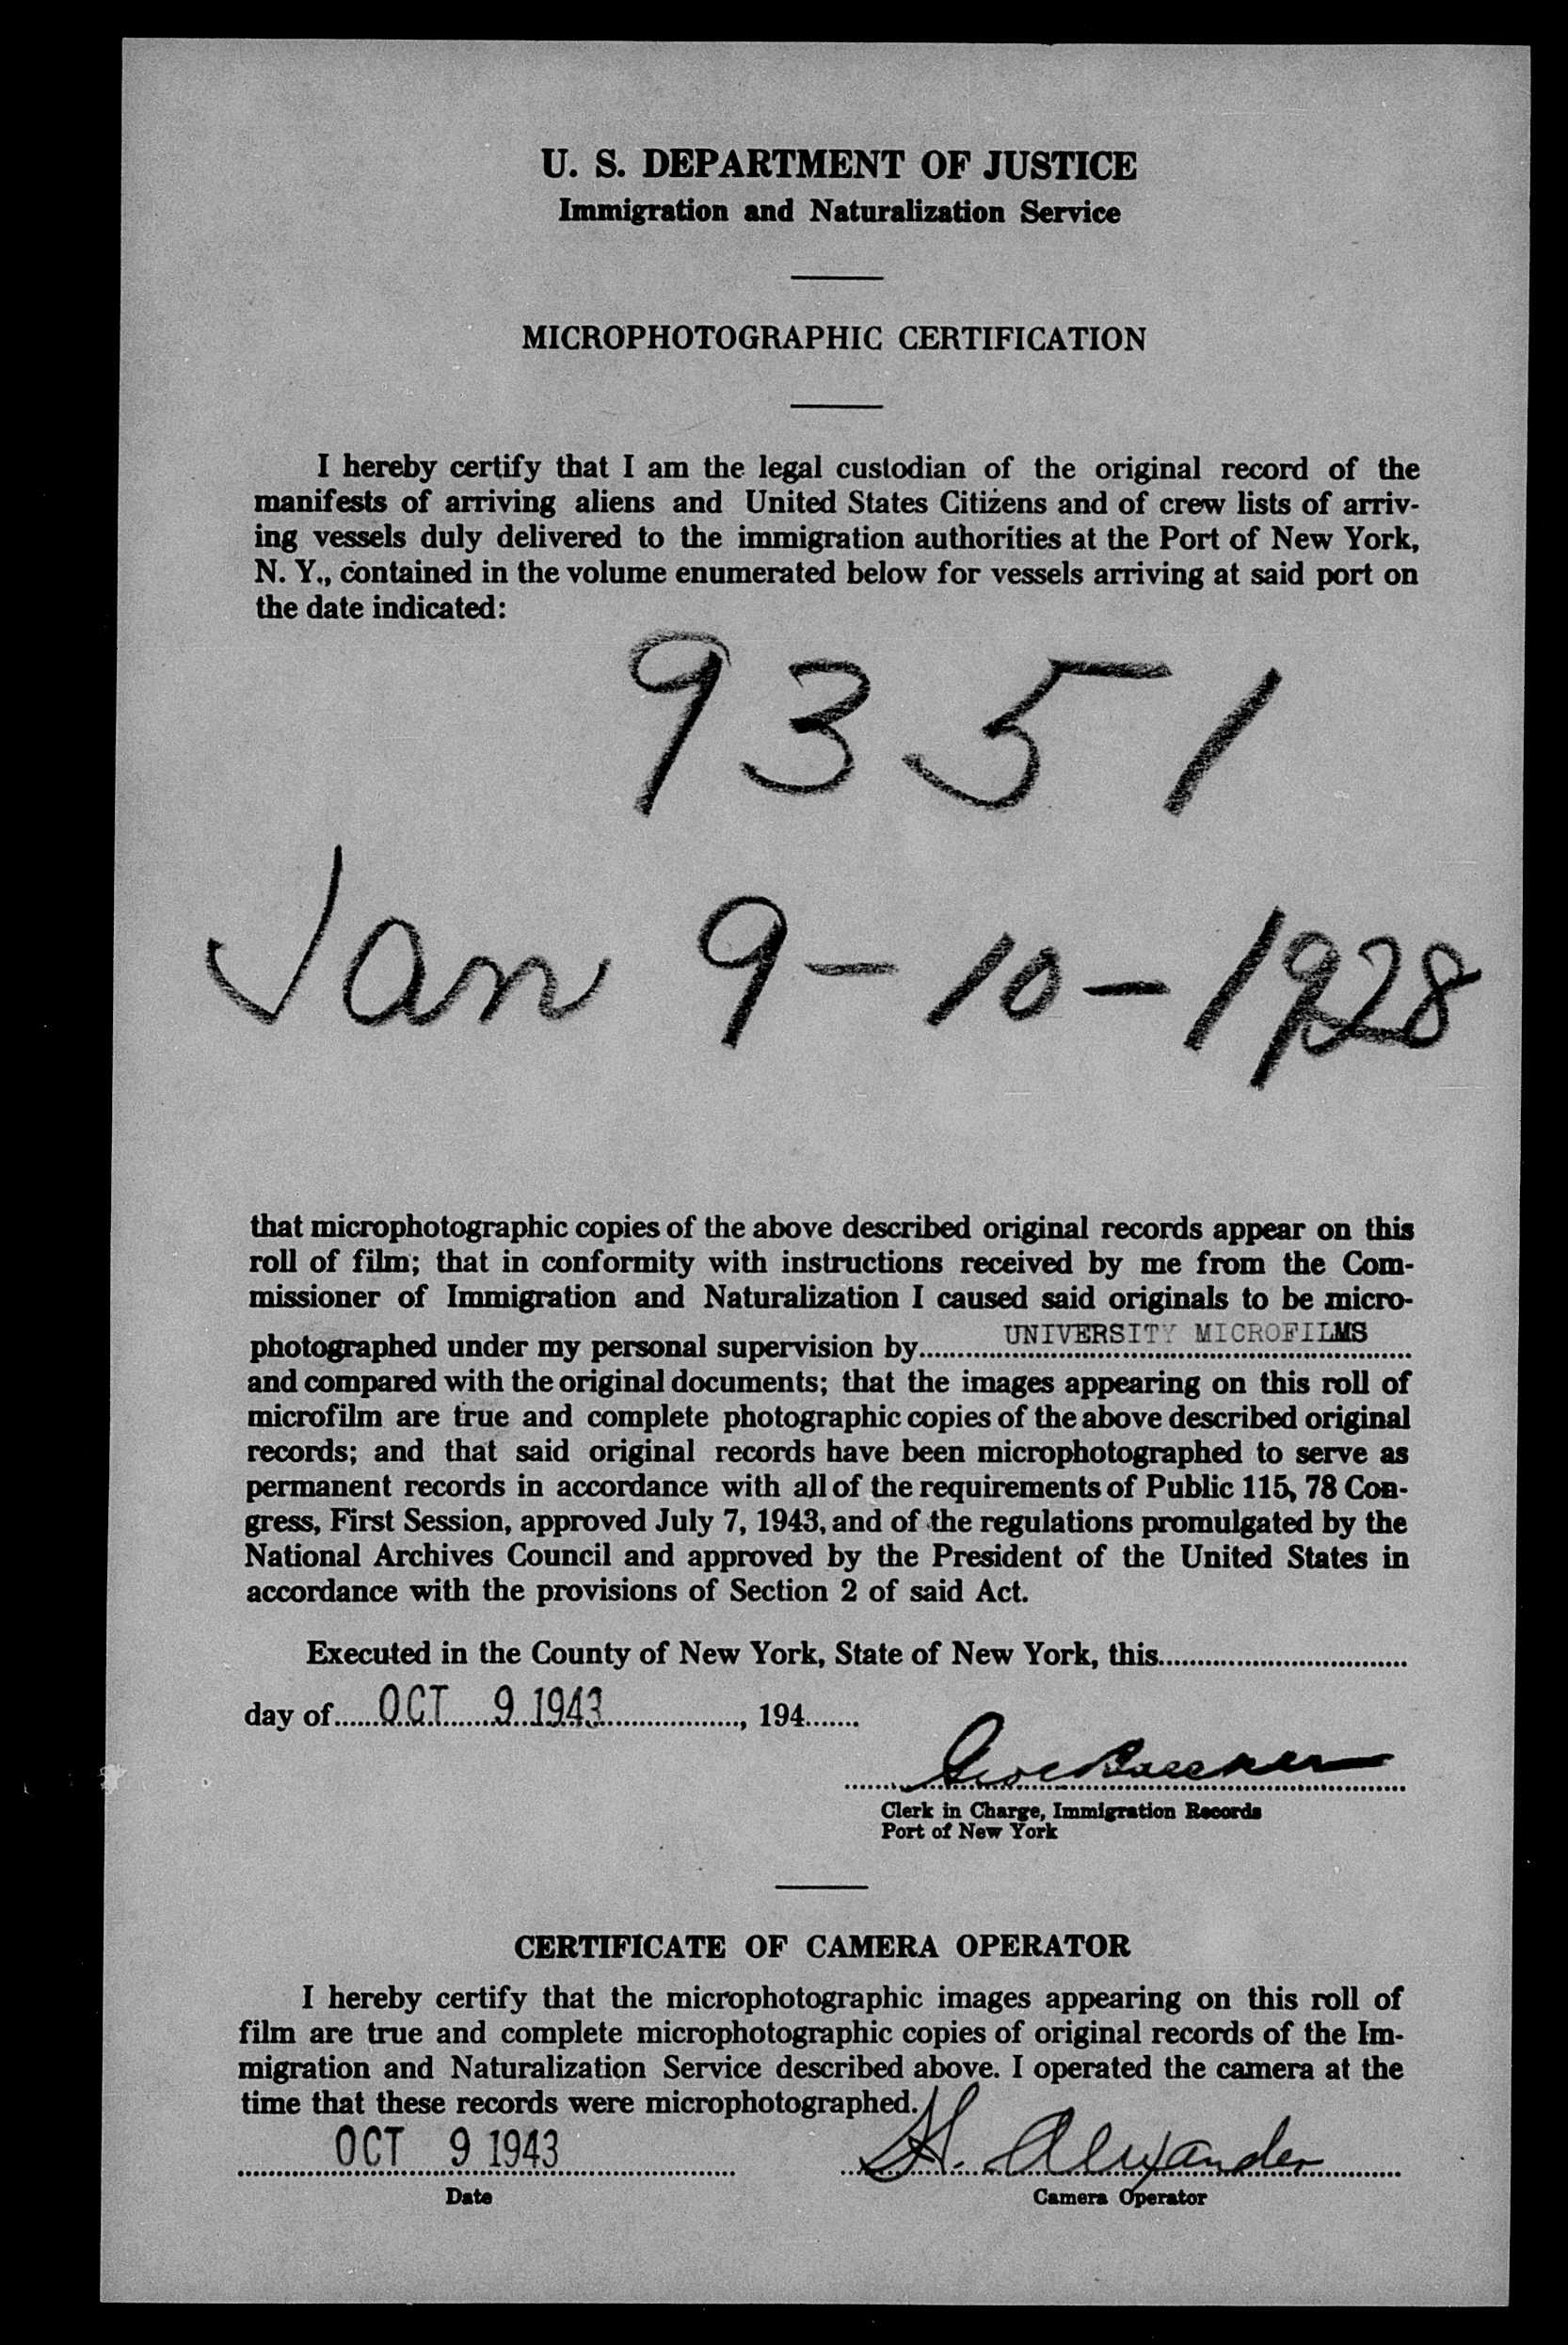 U. S. DEPARTMENT OF JUSTICE
Immigration and Naturalization Service
MICROPHOTOGRAPHIC CERTIFICATION
I hereby certify that I am the legal custodian of the original record of the
manifests of arriving aliens and United States Citizens and of crew lists of arriv-
ing vessels duly delivered to the immigration authorities at the Port of New York,
N. Y., contained in the volume enumerated below for vessels arriving at said port on
the date indicated:
9351
Jan 9-10-1928
that microphotographic copies of the above described original records appear on this
roll of film; that in conformity with instructions received by me from the Com-
missioner of Immigration and Naturalization I caused said originals to be micro-
photographed under my personal supervision by UNIVERSITY MICROFILMS
and compared with the original documents; that the images appearing on this roll of
microfilm are true and complete photographic copies of the above described original
records; and that said original records have been microphotographed to serve as
permanent records in accordance with all of the requirements of Public 115, 78 Con-
gress, First Session, approved July 7, 1943, and of the regulations promulgated by the
National Archives Council and approved by the President of the United States in
accordance with the provisions of Section 2 of said Act.
Executed in the County of New York, State of New York, this
day of OCT 9 1943, 194
Clerk in Charge, Immigration Records
Port of New York
CERTIFICATE OF CAMERA OPERATOR
I hereby certify that the microphotographic images appearing on this roll of
film are true and complete microphotographic copies of original records of the Im-
migration and Naturalization Service described above. I operated the camera at the
time that these records were microphotographed.
OCT 9 1943 H. Alexander
Date Camera Operator